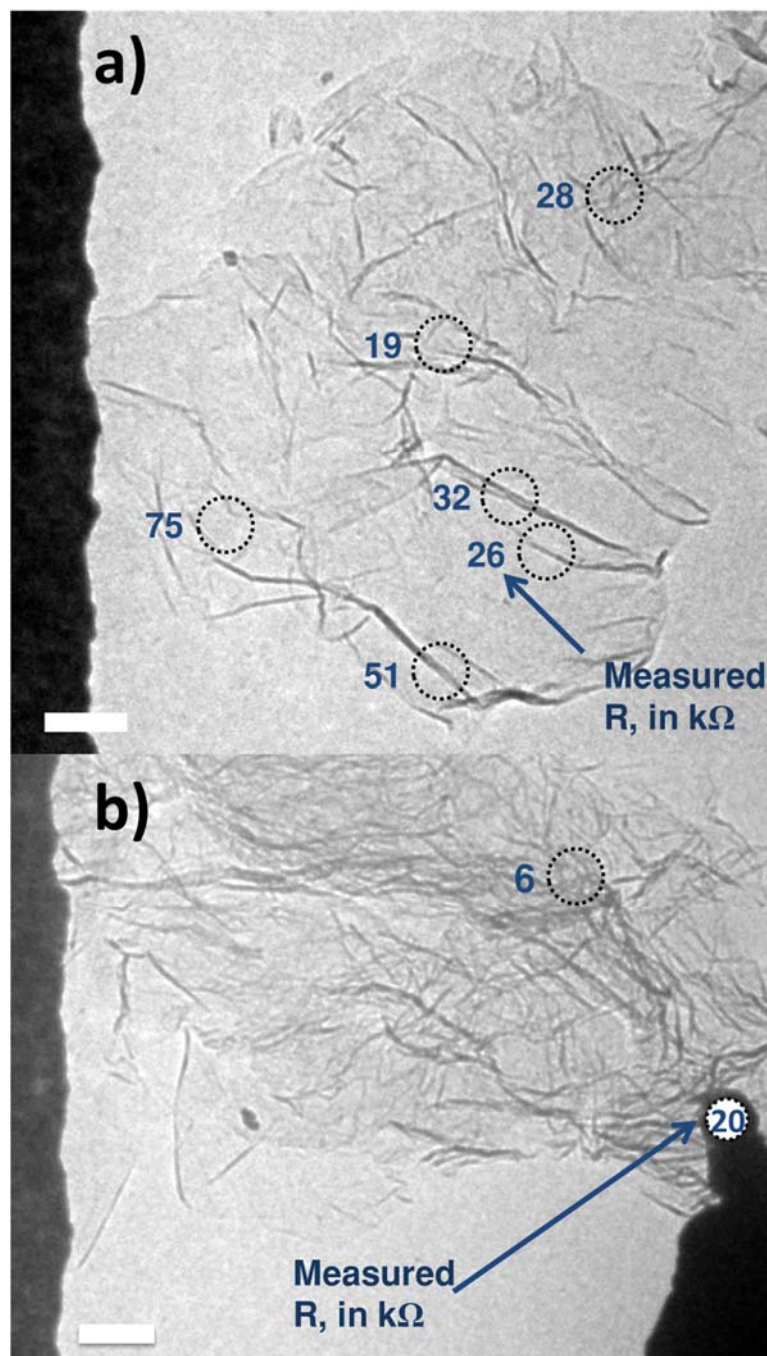 a)
28
19
32
75
26
51
Measured
R, in kΩ
b)
6
20
Measured
R, in kΩ